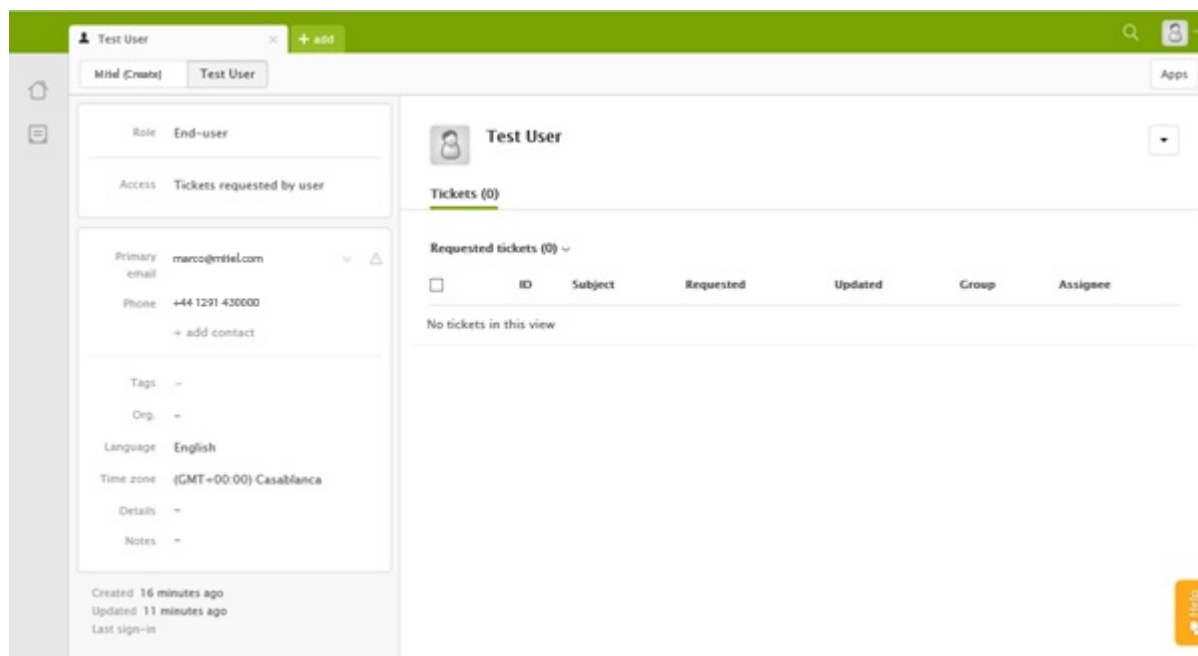 Test User × + add
Mitel (Create) Test User Apps
Role End-user
Access Tickets requested by user
Primary email marco@mitel.com
Phone +44 1291 430000
+ add contact
Tags –
Org. –
Language English
Time zone (GMT+00:00) Casablanca
Details –
Notes –
Created 16 minutes ago
Updated 11 minutes ago
Last sign-in
Test User
Tickets (0)
Requested tickets (0)
ID Subject Requested Updated Group Assignee
No tickets in this view
Help